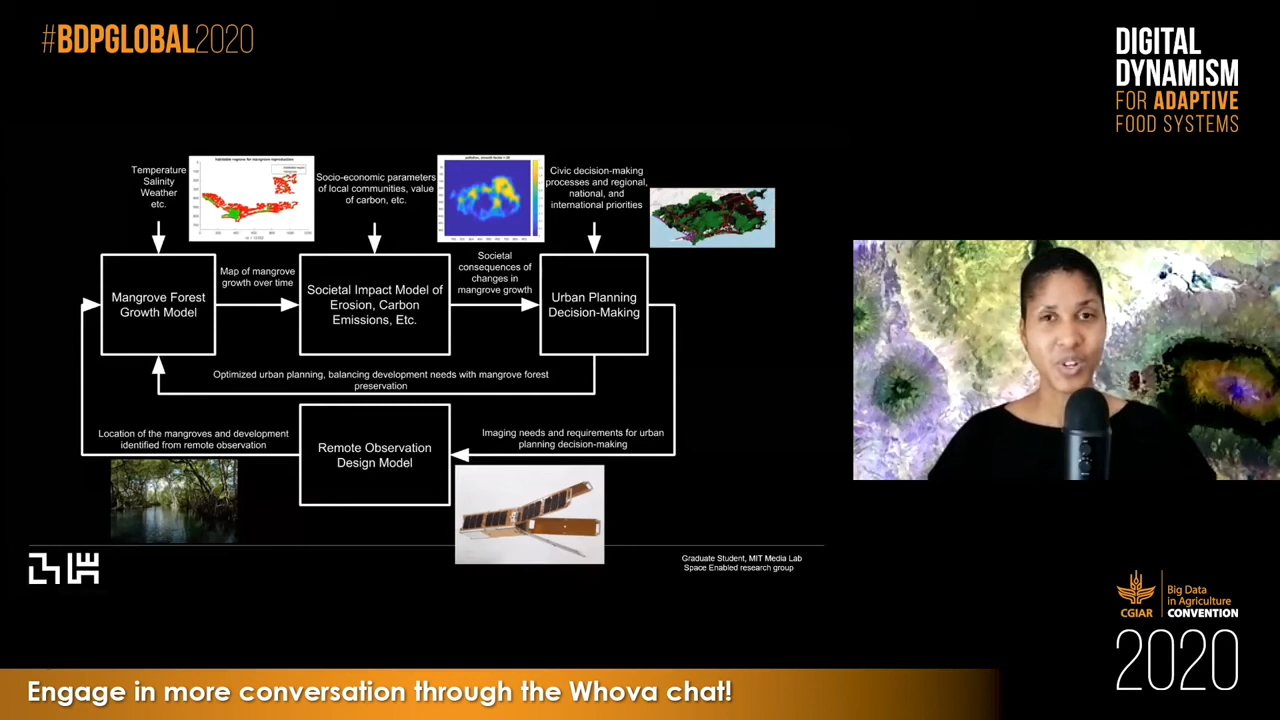 #BDPGLOBAL2020
DIGITAL
DYNAMISM
FOR ADAPTIVE
FOOD SYSTEMS
Temperature
Salinity
Weather
etc.
Socio-economic parameters
of local communities, value
of carbon, etc.
Civic decision-making
processes and regional,
national, and
international priorities
Mangrove Forest
Growth Model
Map of mangrove
growth over time
Societal Impact Model of
Erosion, Carbon
Emissions, Etc.
Societal
consequences of
changes in
mangrove growth
Urban Planning
Decision-Making
Optimized urban planning, balancing development needs with mangrove forest
preservation
Location of the mangroves and development
identified from remote observation
Remote Observation
Design Model
Imaging needs and requirements for urban
planning decision-making
Graduate Student, MIT Media Lab
Space Enabled research group
CGIAR
Big Data
in Agriculture
CONVENTION
2020
Engage in more conversation through the Whova chat!